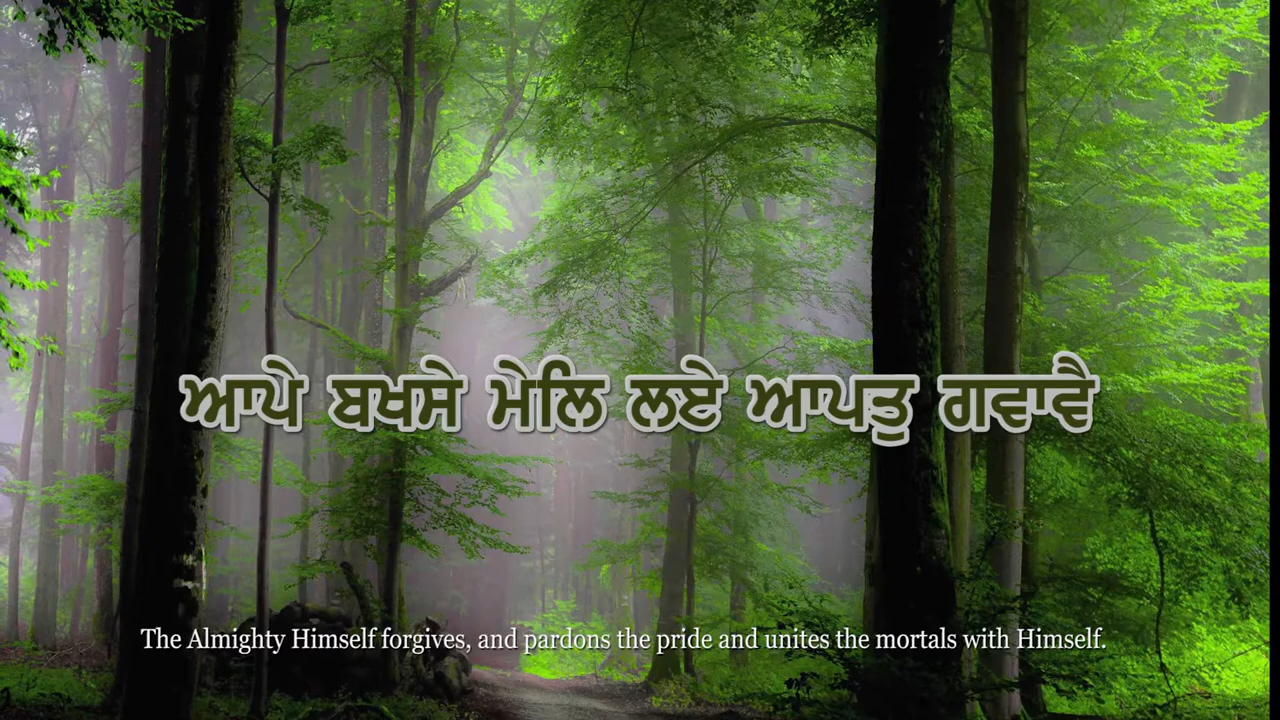 ਆਪੇ ਬਖਸੇ ਮੇਲਿ ਲਏ ਆਪਤੁ ਗਵਾਵੈ
The Almighty Himself forgives, and pardons the pride and unites the mortals with Himself.